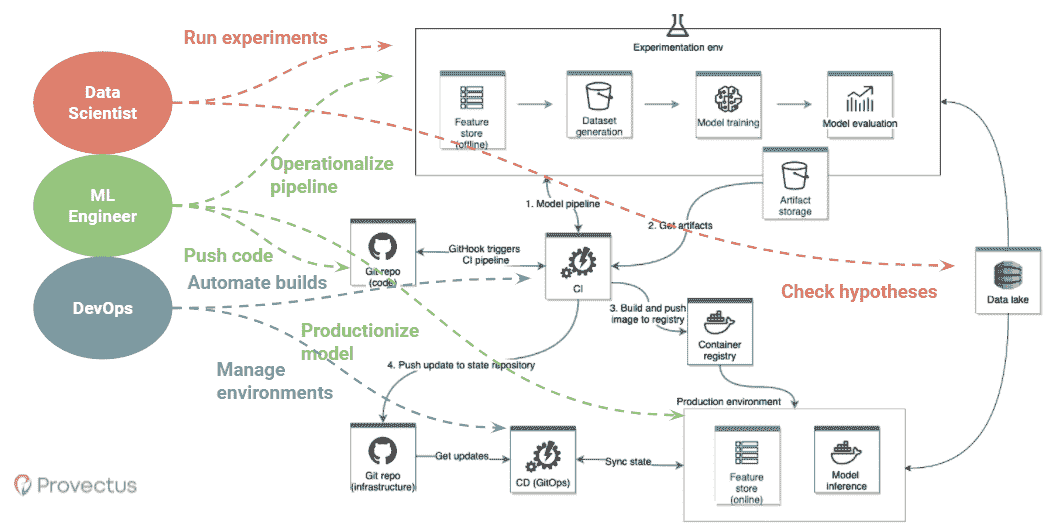 Run experiments
Experimentation env
Data
Scientist
Feature
store
(offline)
Dataset
generation
Model training
Model evaluation
Operationalize
pipeline
ML
Engineer
1. Model pipeline
2. Get artifacts
Artifact
storage
Push code
Git repo
(code)
GitHook triggers
CI pipeline
CI
Automate builds
DevOps
Check hypotheses
Data lake
3. Build and push
image to registry
Container
registry
Productionize
model
Manage
environments
4. Push update to state repository
Production environment
Git repo
(infrastructure)
Get updates
CD (GitOps)
Sync state
Feature
store
(online)
Model
inference
Provectus